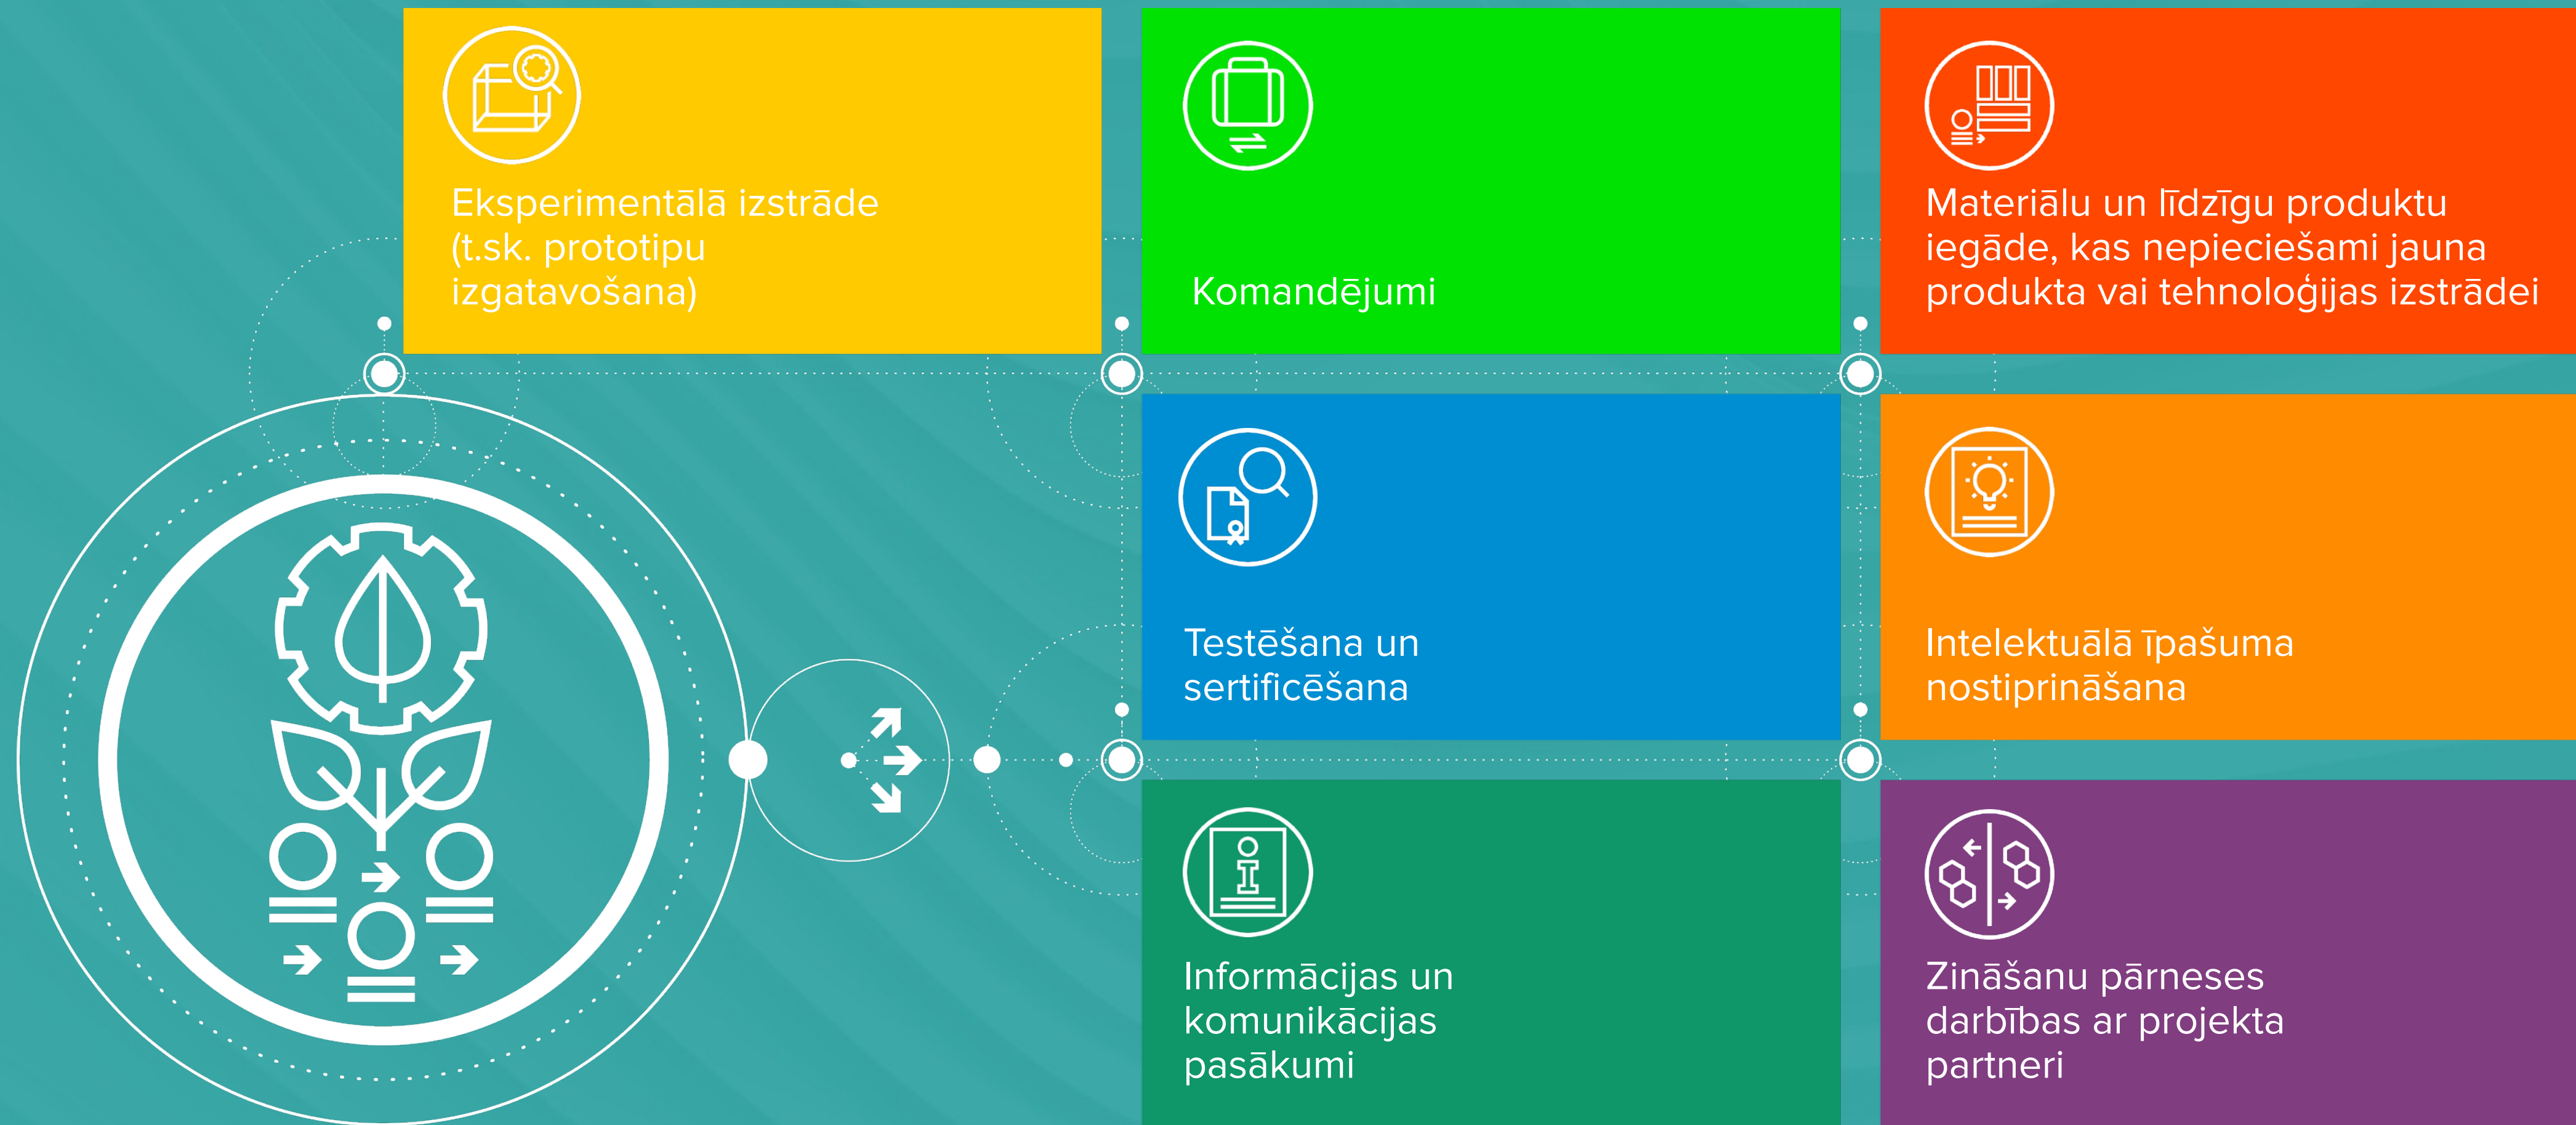 Eksperimentālā izstrāde
(t.sk. prototipu
izgatavošana)
Komandējumi
Materiālu un līdzīgu produktu
iegāde, kas nepieciešami jauna
produkta vai tehnoloģijas izstrādei
Testēšana un
sertificēšana
Intelektuālā īpašuma
nostiprināšana
Informācijas un
komunikācijas
pasākumi
Zināšanu pārneses
darbības ar projekta
partneri